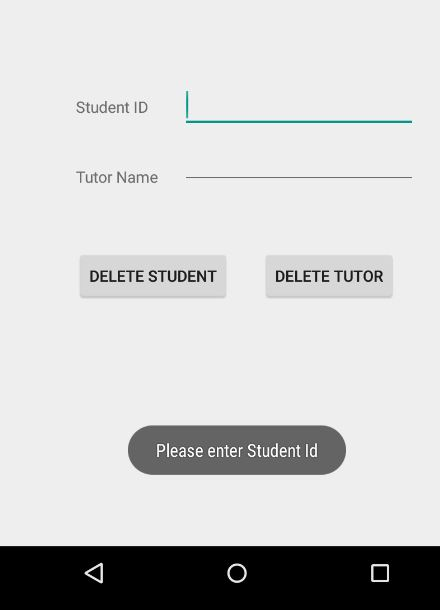 Student ID
Tutor Name
DELETE STUDENT
DELETE TUTOR
Please enter Student Id